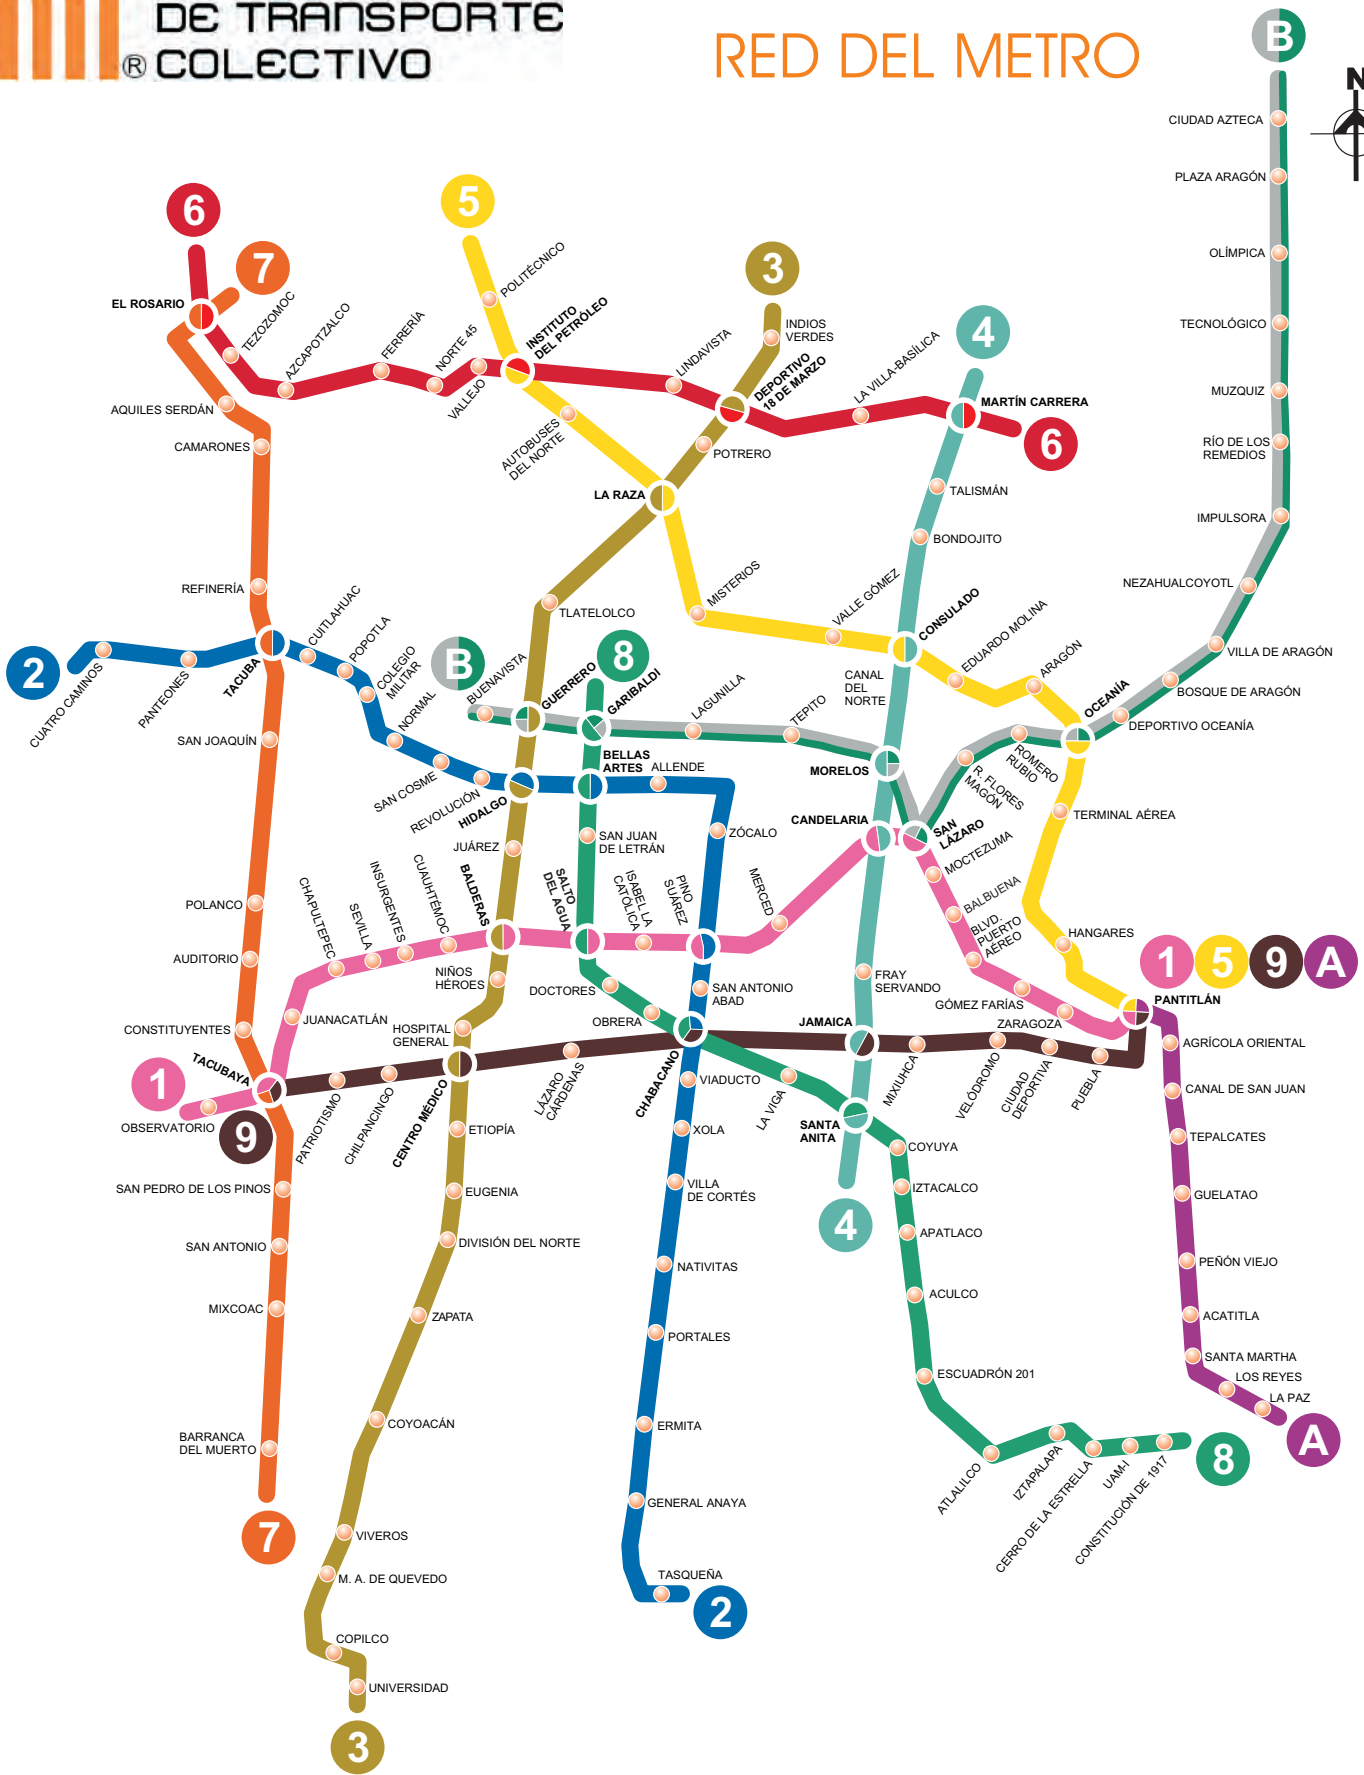 DE TRANSPORTE
® COLECTIVO
RED DEL METRO
B
N
CIUDAD AZTECA
PLAZA ARAGÓN
OLÍMPICA
TECNOLÓGICO
MUZQUIZ
RÍO DE LOS
REMEDIOS
IMPULSORA
NEZAHUALCOYOTL
VILLA DE ARAGÓN
BOSQUE DE ARAGÓN
DEPORTIVO OCEANÍA
OCEANÍA
ROMERO
RUBIO
R. FLORES
MAGÓN
SAN
LÁZARO
MORELOS
TEPITO
LAGUNILLA
GARIBALDI
GUERRERO
BUENAVISTA
B
6
EL ROSARIO
TEZOZOMOC
AZCAPOTZALCO
FERRERÍA
NORTE 45
VALLEJO
INSTITUTO
DEL PETRÓLEO
LINDAVISTA
DEPORTIVO
18 DE MARZO
LA VILLA-BASÍLICA
MARTÍN CARRERA
6
7
AQUILES SERDÁN
CAMARONES
REFINERÍA
TACUBA
SAN JOAQUÍN
POLANCO
AUDITORIO
CONSTITUYENTES
TACUBAYA
SAN PEDRO DE LOS PINOS
SAN ANTONIO
MIXCOAC
BARRANCA
DEL MUERTO
7
5
POLITÉCNICO
AUTOBUSES
DEL NORTE
LA RAZA
MISTERIOS
VALLE GÓMEZ
CONSULADO
EDUARDO MOLINA
ARAGÓN
TERMINAL AÉREA
HANGARES
PANTITLÁN
1
5
9
A
3
INDIOS
VERDES
POTRERO
TLATELOLCO
HIDALGO
JUÁREZ
BALDERAS
NIÑOS
HÉROES
HOSPITAL
GENERAL
CENTRO MÉDICO
ETIOPÍA
EUGENIA
DIVISIÓN DEL NORTE
ZAPATA
COYOACÁN
VIVEROS
M. A. DE QUEVEDO
COPILCO
UNIVERSIDAD
3
4
TALISMÁN
BONDOJITO
CANAL
DEL
NORTE
CANDELARIA
FRAY
SERVANDO
JAMAICA
SANTA
ANITA
4
2
CUATRO CAMINOS
PANTEONES
CUITLAHUAC
POPOTLA
COLEGIO
MILITAR
NORMAL
SAN COSME
REVOLUCIÓN
BELLAS
ARTES
ALLENDE
ZÓCALO
PINO
SUÁREZ
SAN ANTONIO
ABAD
CHABACANO
VIADUCTO
XOLA
VILLA
DE CORTÉS
NATIVITAS
PORTALES
ERMITA
GENERAL ANAYA
TASQUEÑA
2
8
SAN JUAN
DE LETRÁN
SALTO
DEL AGUA
DOCTORES
OBRERA
LA VIGA
COYUYA
IZTACALCO
APATLACO
ACULCO
ESCUADRÓN 201
ATLALILCO
IZTAPALAPA
CERRO DE LA ESTRELLA
UAM-I
CONSTITUCIÓN DE 1917
8
1
OBSERVATORIO
JUANACATLÁN
CHAPULTEPEC
SEVILLA
INSURGENTES
CUAUHTÉMOC
ISABEL LA
CATÓLICA
MERCED
MOCTEZUMA
BALBUENA
BLVD.
PUERTO
AÉREO
GÓMEZ FARÍAS
ZARAGOZA
9
PATRIOTISMO
CHILPANCINGO
LÁZARO
CÁRDENAS
MIXIUHCA
VELÓDROMO
CIUDAD
DEPORTIVA
PUEBLA
AGRÍCOLA ORIENTAL
CANAL DE SAN JUAN
TEPALCATES
GUELATAO
PEÑÓN VIEJO
ACATITLA
SANTA MARTHA
LOS REYES
LA PAZ
A